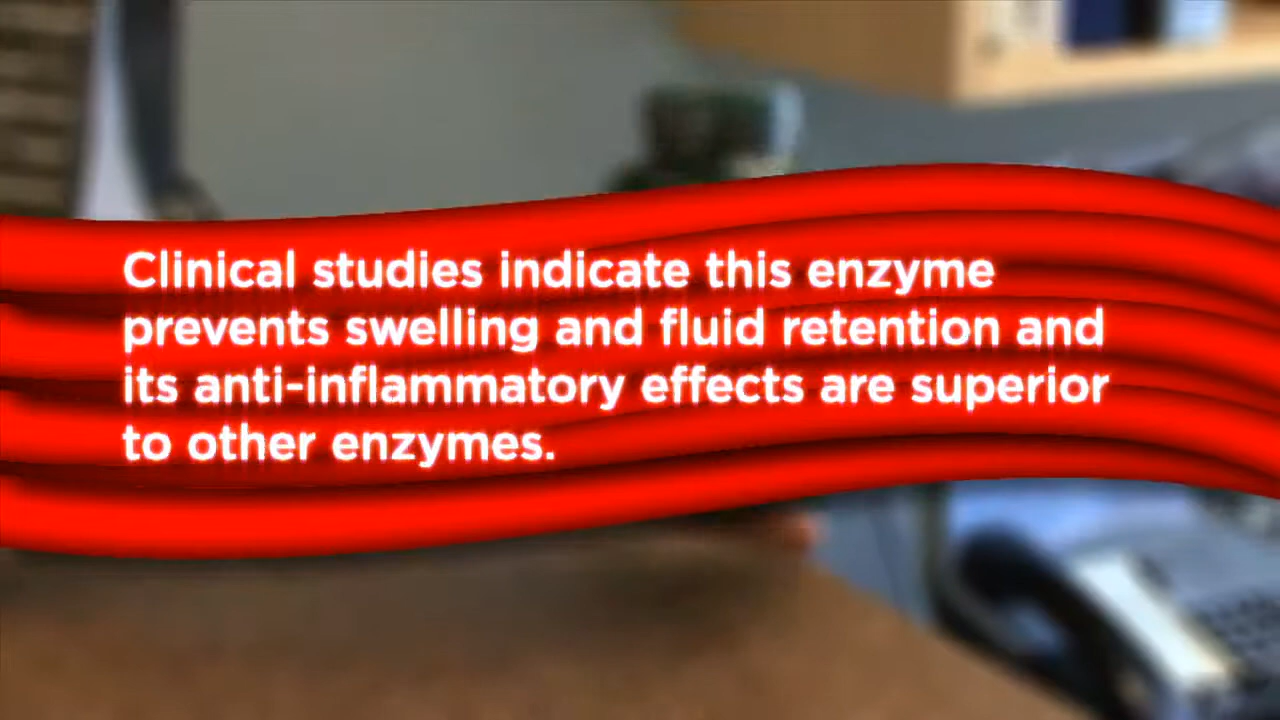 Clinical studies indicate this enzyme
prevents swelling and fluid retention and
its anti-inflammatory effects are superior
to other enzymes.